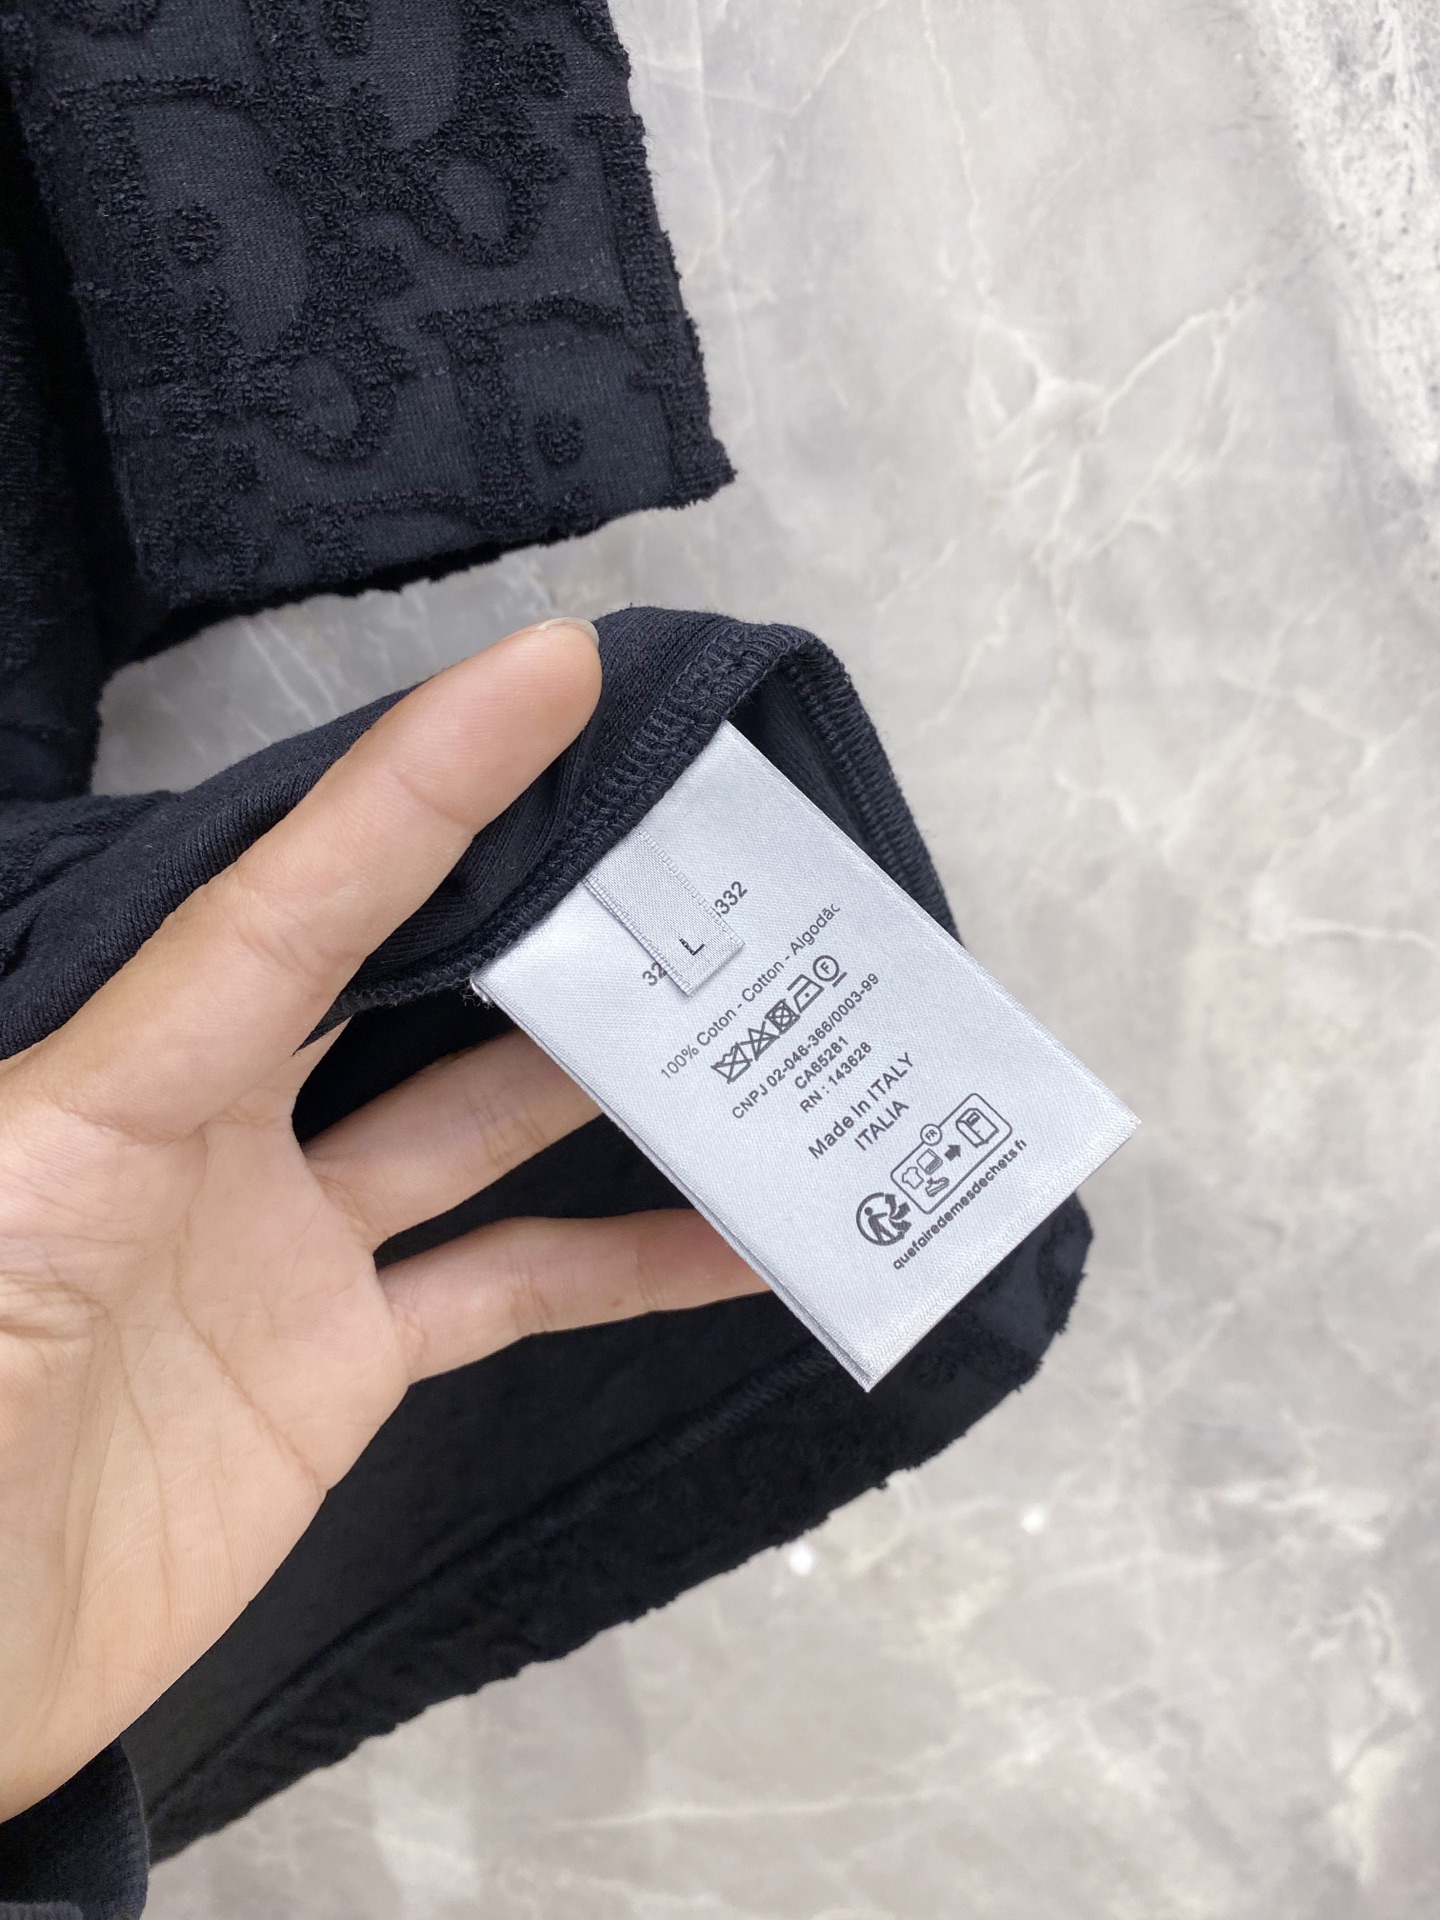 332
L
32
100% Coton - Cotton - Cotton - Algodão
F
CNPJ 02-046-366/0003-99
CA65281
RN : 143628
Made In ITALY
ITALIA
FR
quefairedemesdechets.fr